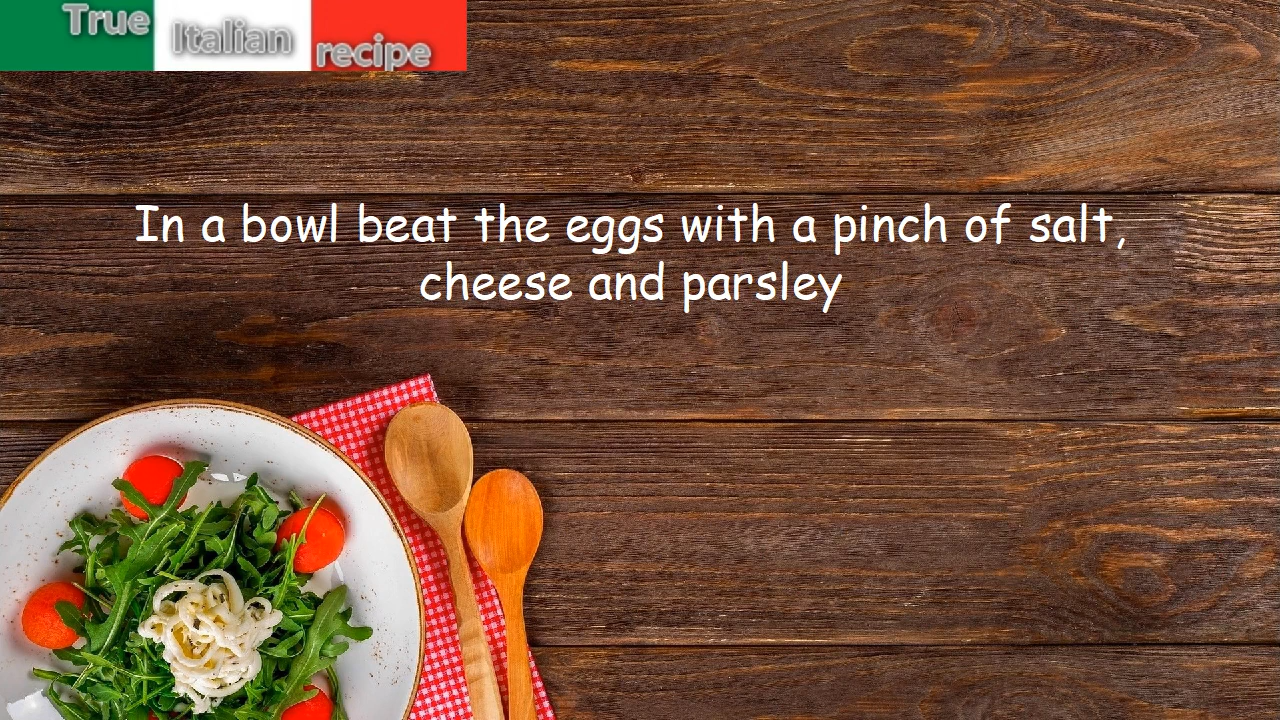 True Italian recipe
In a bowl beat the eggs with a pinch of salt,
cheese and parsley